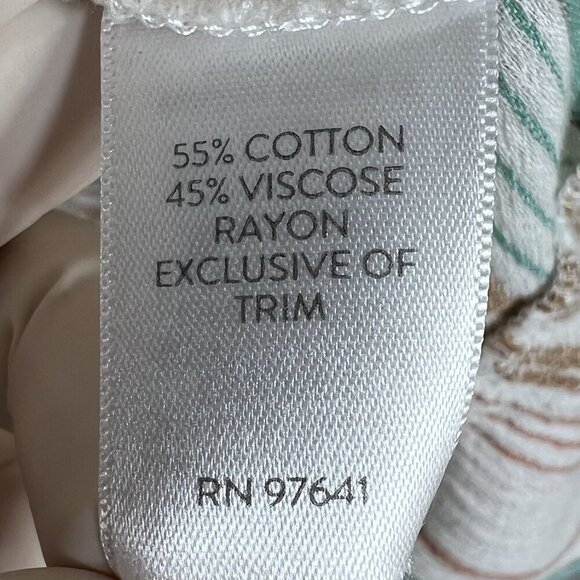 55% COTTON
45% VISCOSE
RAYON
EXCLUSIVE OF
TRIM
RN 97641